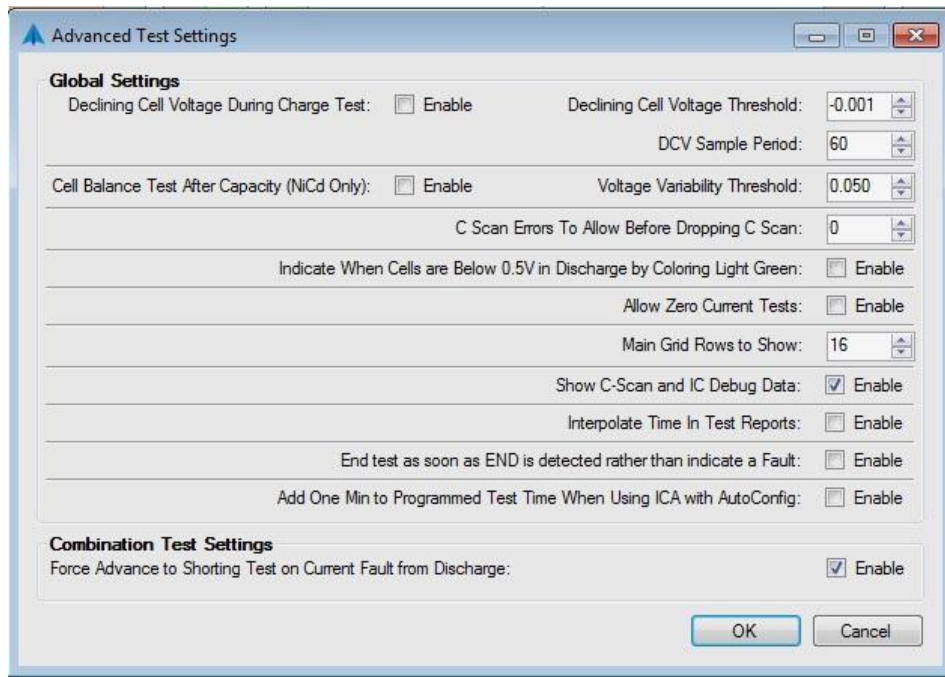 Advanced Test Settings
Global Settings
Declining Cell Voltage During Charge Test: Enable Declining Cell Voltage Threshold: -0.001
DCV Sample Period: 60
Cell Balance Test After Capacity (NiCd Only): Enable Voltage Variability Threshold: 0.050
C Scan Errors To Allow Before Dropping C Scan: 0
Indicate When Cells are Below 0.5V in Discharge by Coloring Light Green: Enable
Allow Zero Current Tests: Enable
Main Grid Rows to Show: 16
Show C-Scan and IC Debug Data: Enable
Interpolate Time In Test Reports: Enable
End test as soon as END is detected rather than indicate a Fault: Enable
Add One Min to Programmed Test Time When Using ICA with AutoConfig: Enable
Combination Test Settings
Force Advance to Shorting Test on Current Fault from Discharge: Enable
OK Cancel